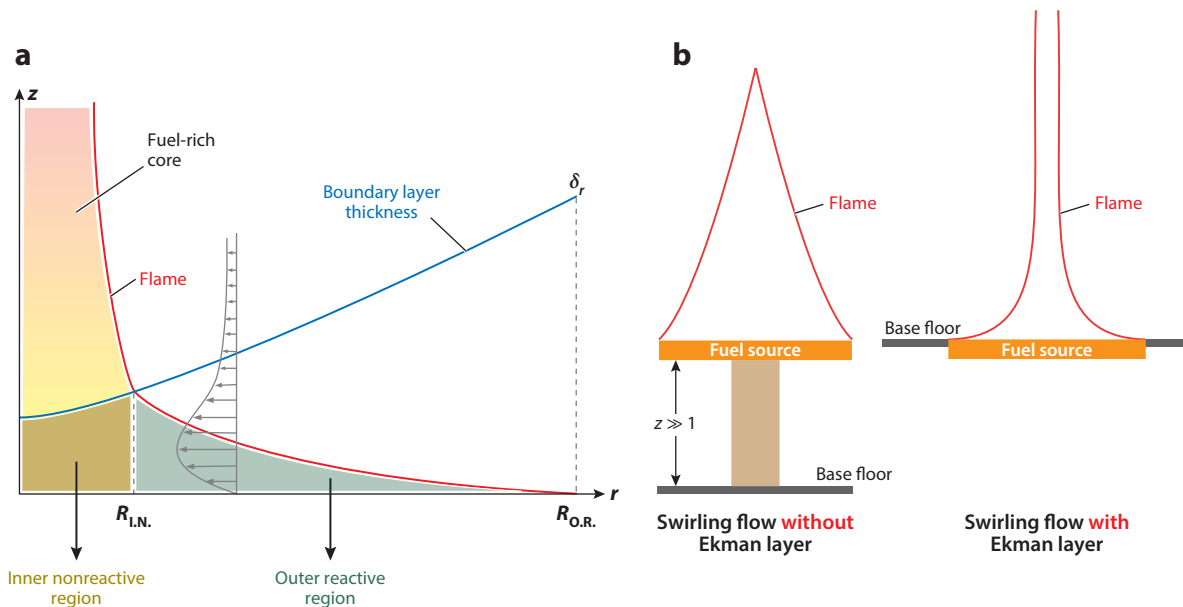 a
z
Fuel-rich
core
Boundary layer
thickness
δr
Flame
r
RI.N.
RO.R.
Inner nonreactive
region
Outer reactive
region
b
Flame
Fuel source
z ≫ 1
Base floor
Swirling flow without
Ekman layer
Flame
Base floor
Fuel source
Swirling flow with
Ekman layer